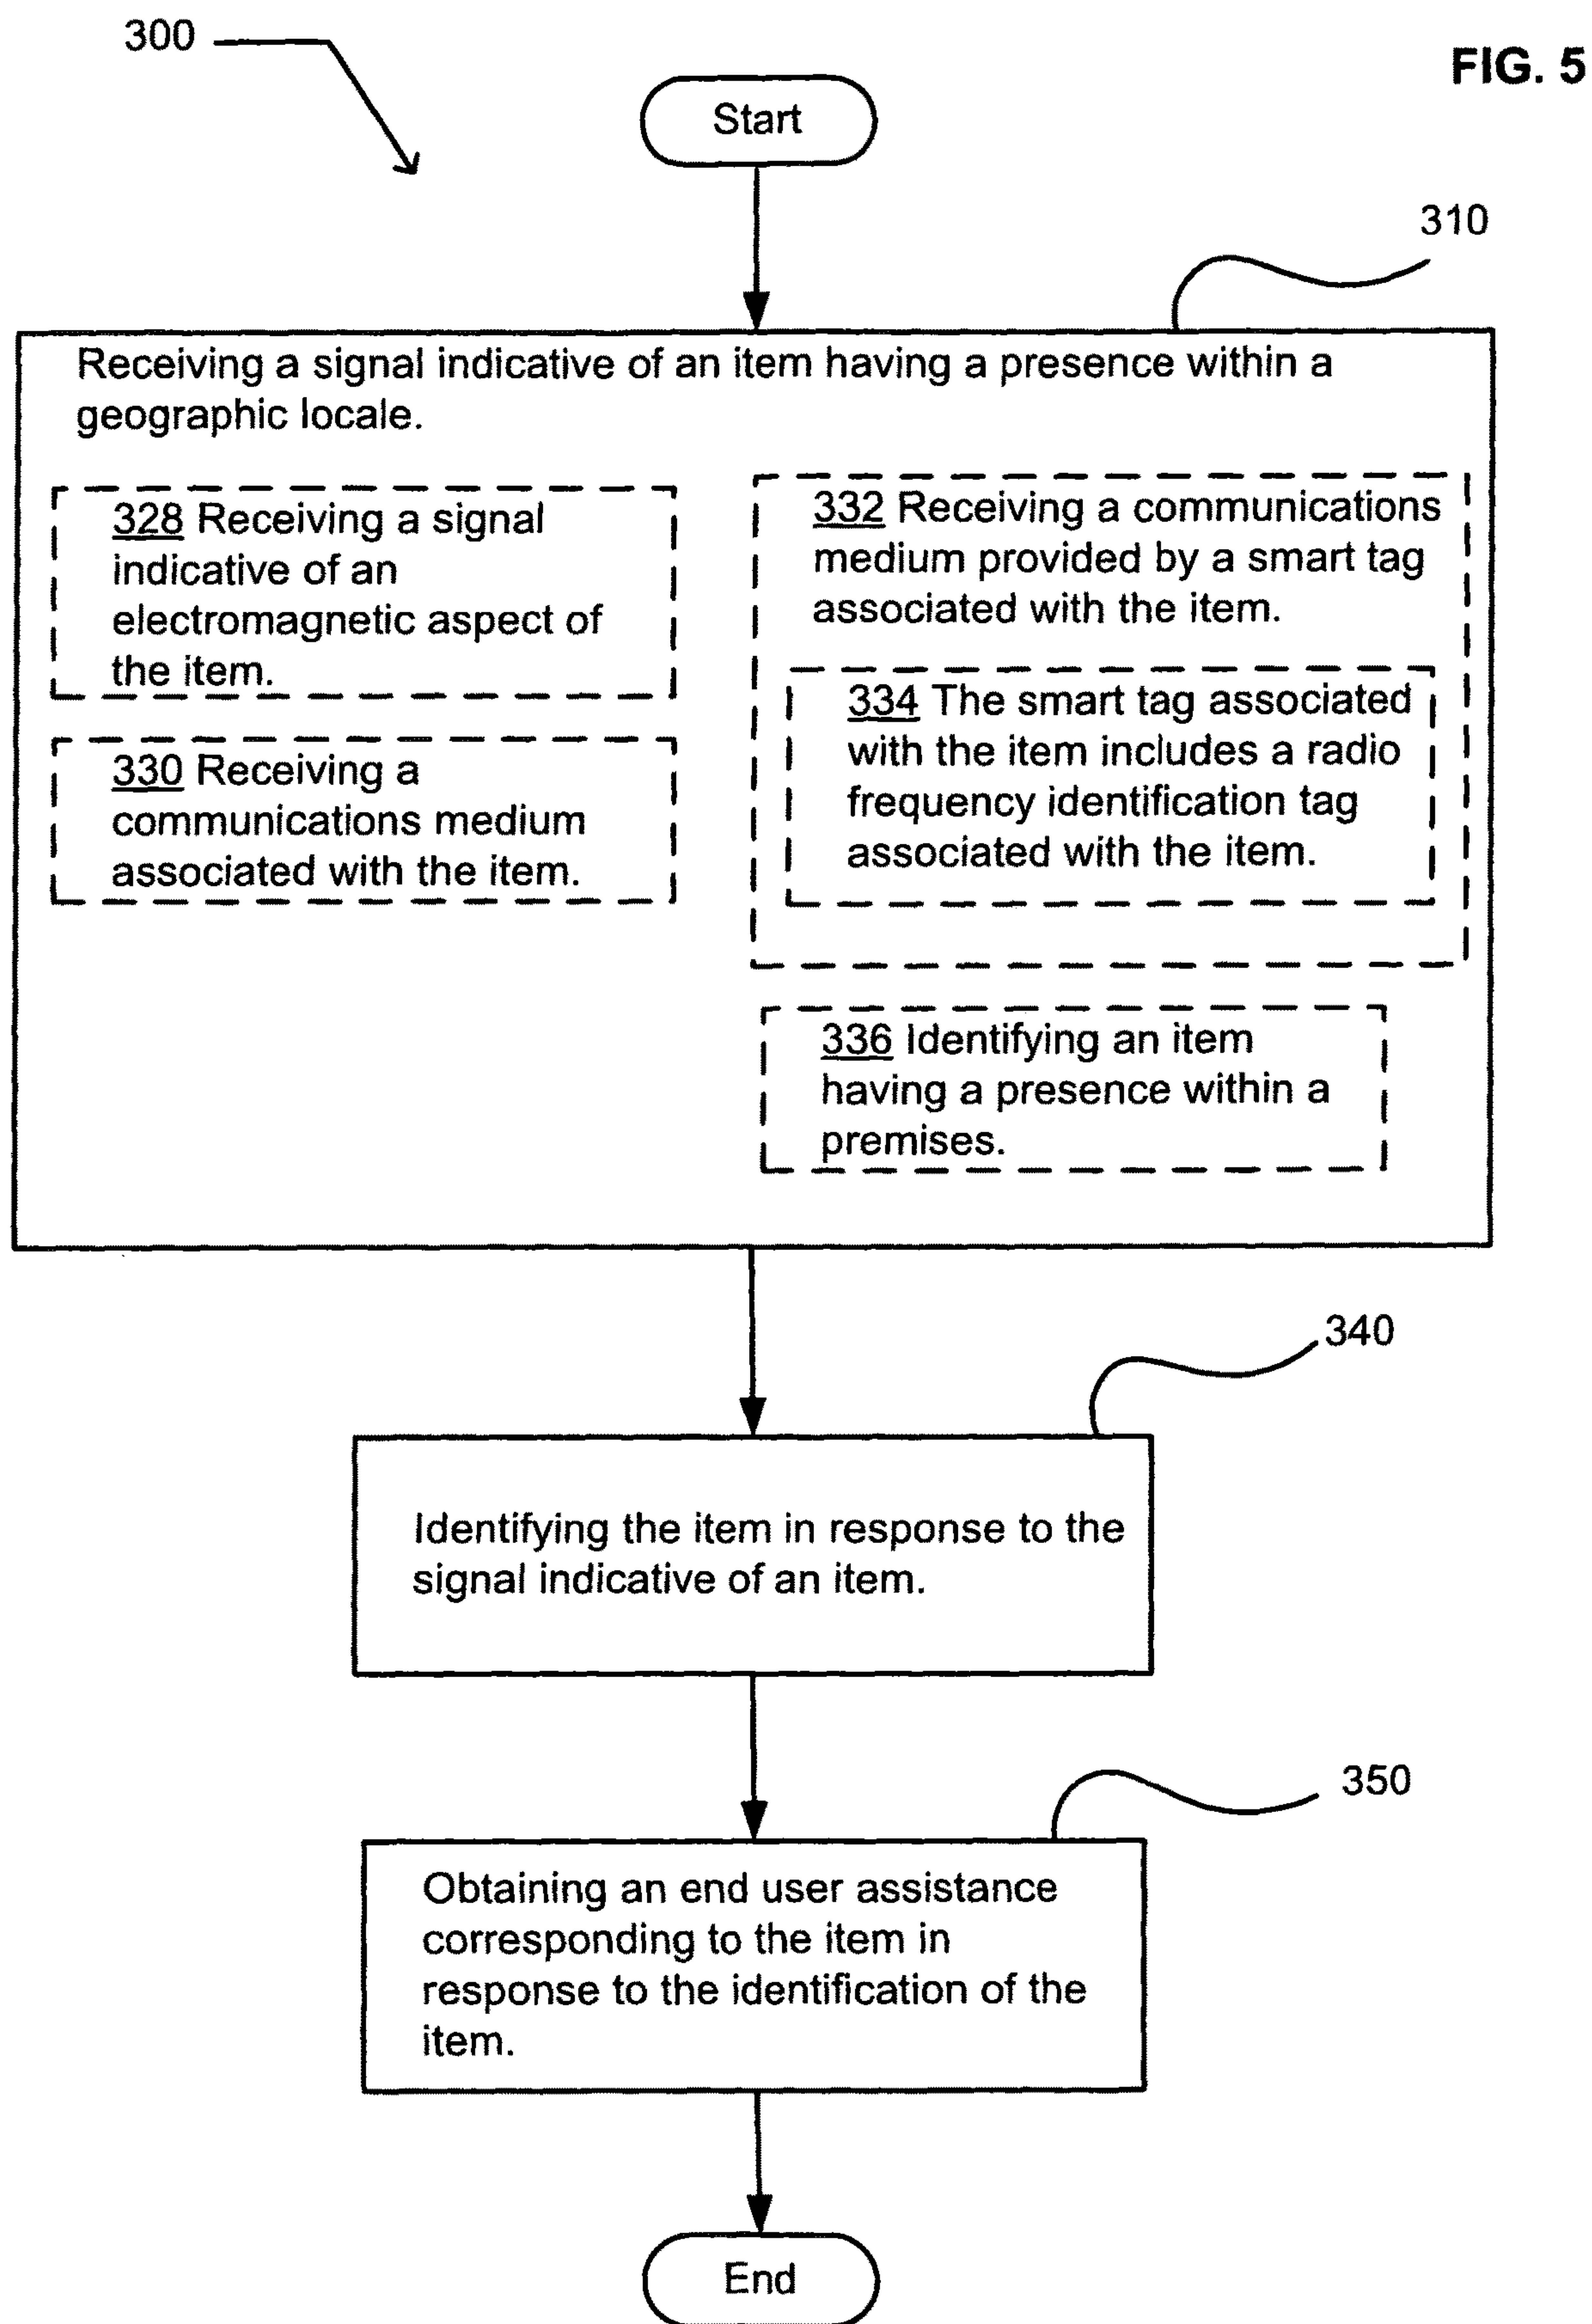 300
FIG. 5
Start
310
Receiving a signal indicative of an item having a presence within a
geographic locale.
328 Receiving a signal
indicative of an
electromagnetic aspect of
the item.
330 Receiving a
communications medium
associated with the item.
332 Receiving a communications
medium provided by a smart tag
associated with the item.
334 The smart tag associated
with the item includes a radio
frequency identification tag
associated with the item.
336 Identifying an item
having a presence within a
premises.
340
Identifying the item in response to the
signal indicative of an item.
350
Obtaining an end user assistance
corresponding to the item in
response to the identification of the
item.
End